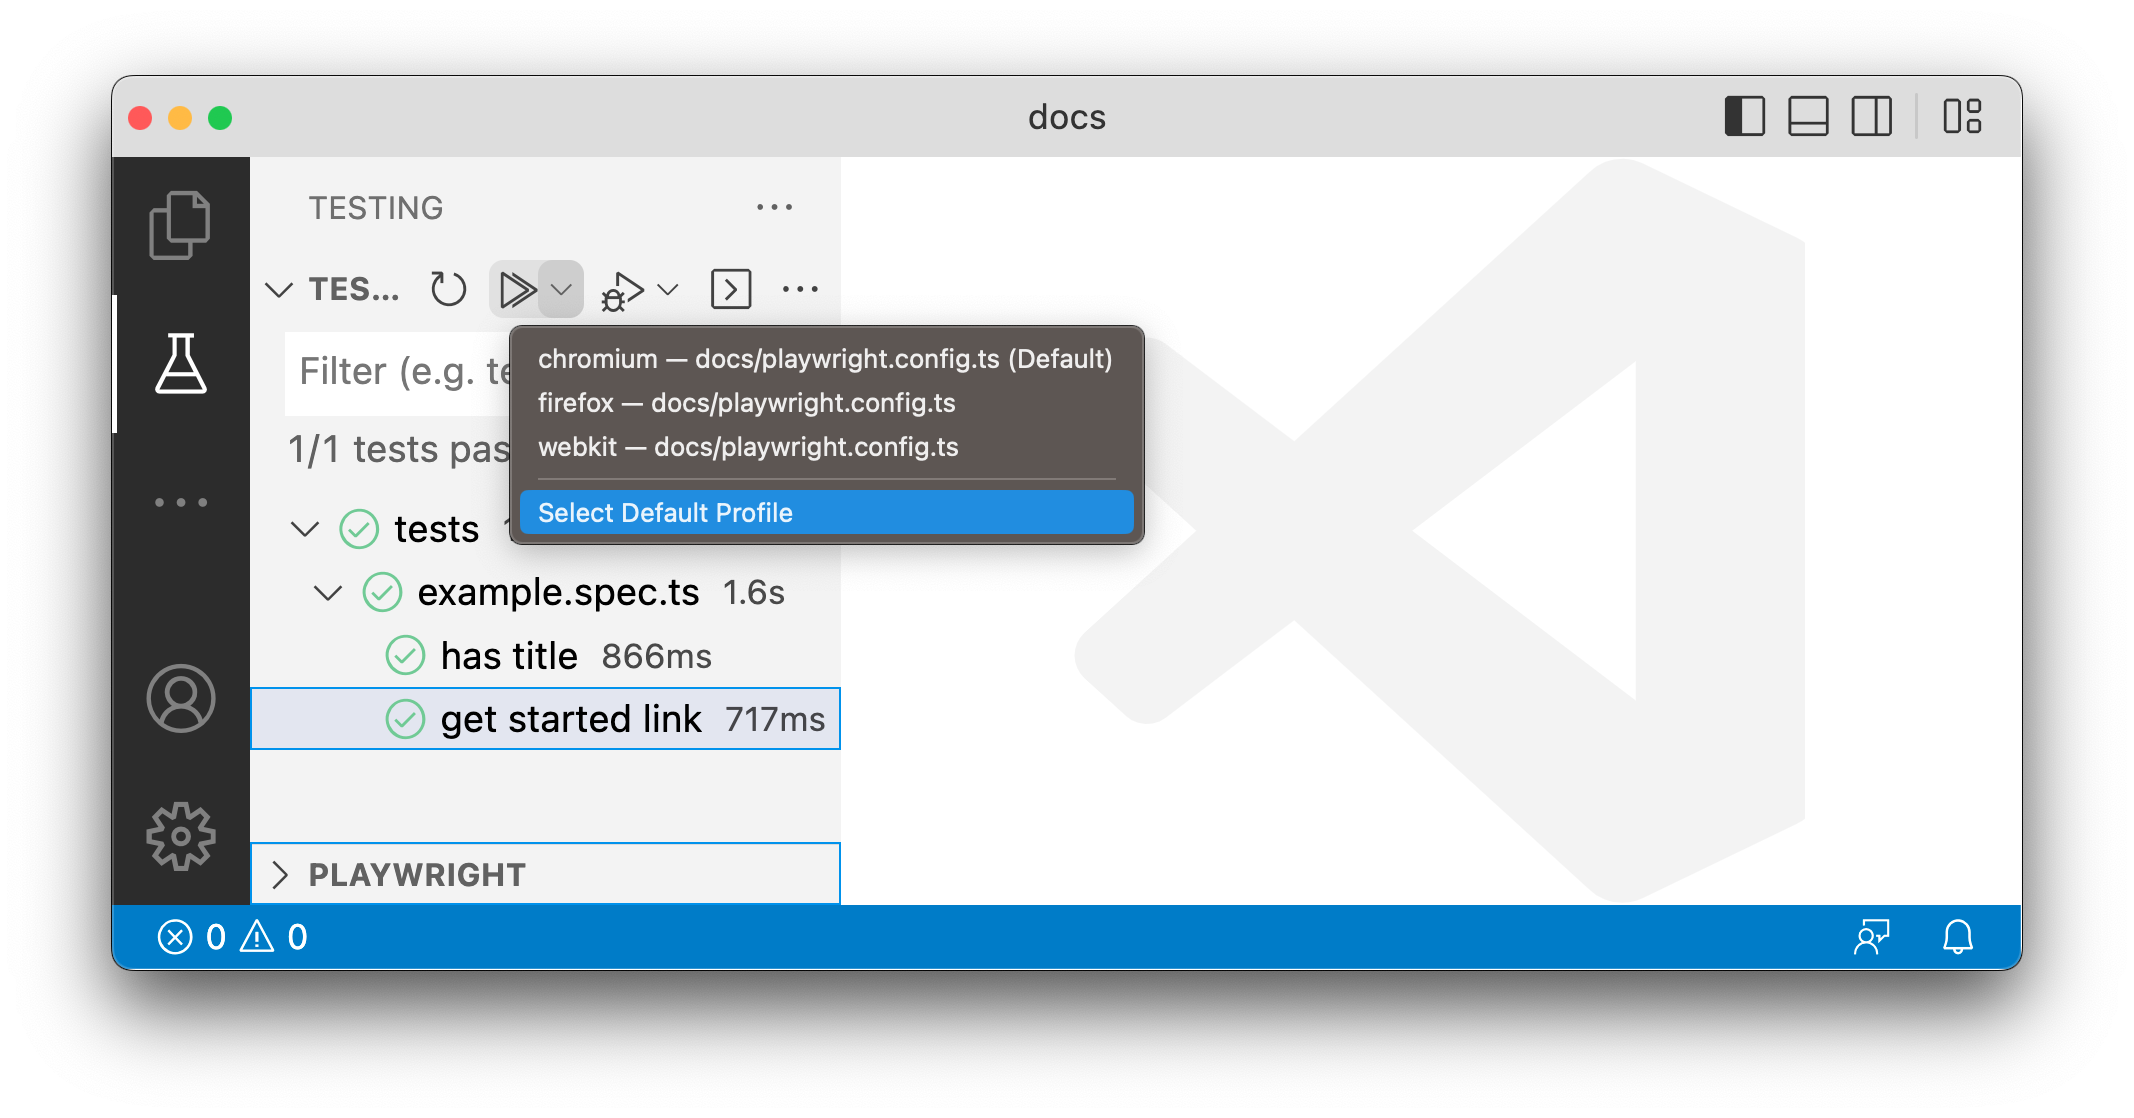 docs
TESTING
TES...
Filter (e.g.
1/1 tests
chromium — docs/playwright.config.ts (Default)
firefox — docs/playwright.config.ts
webkit — docs/playwright.config.ts
Select Default Profile
tests
example.spec.ts 1.6s
has title 866ms
get started link 717ms
PLAYWRIGHT
0 0